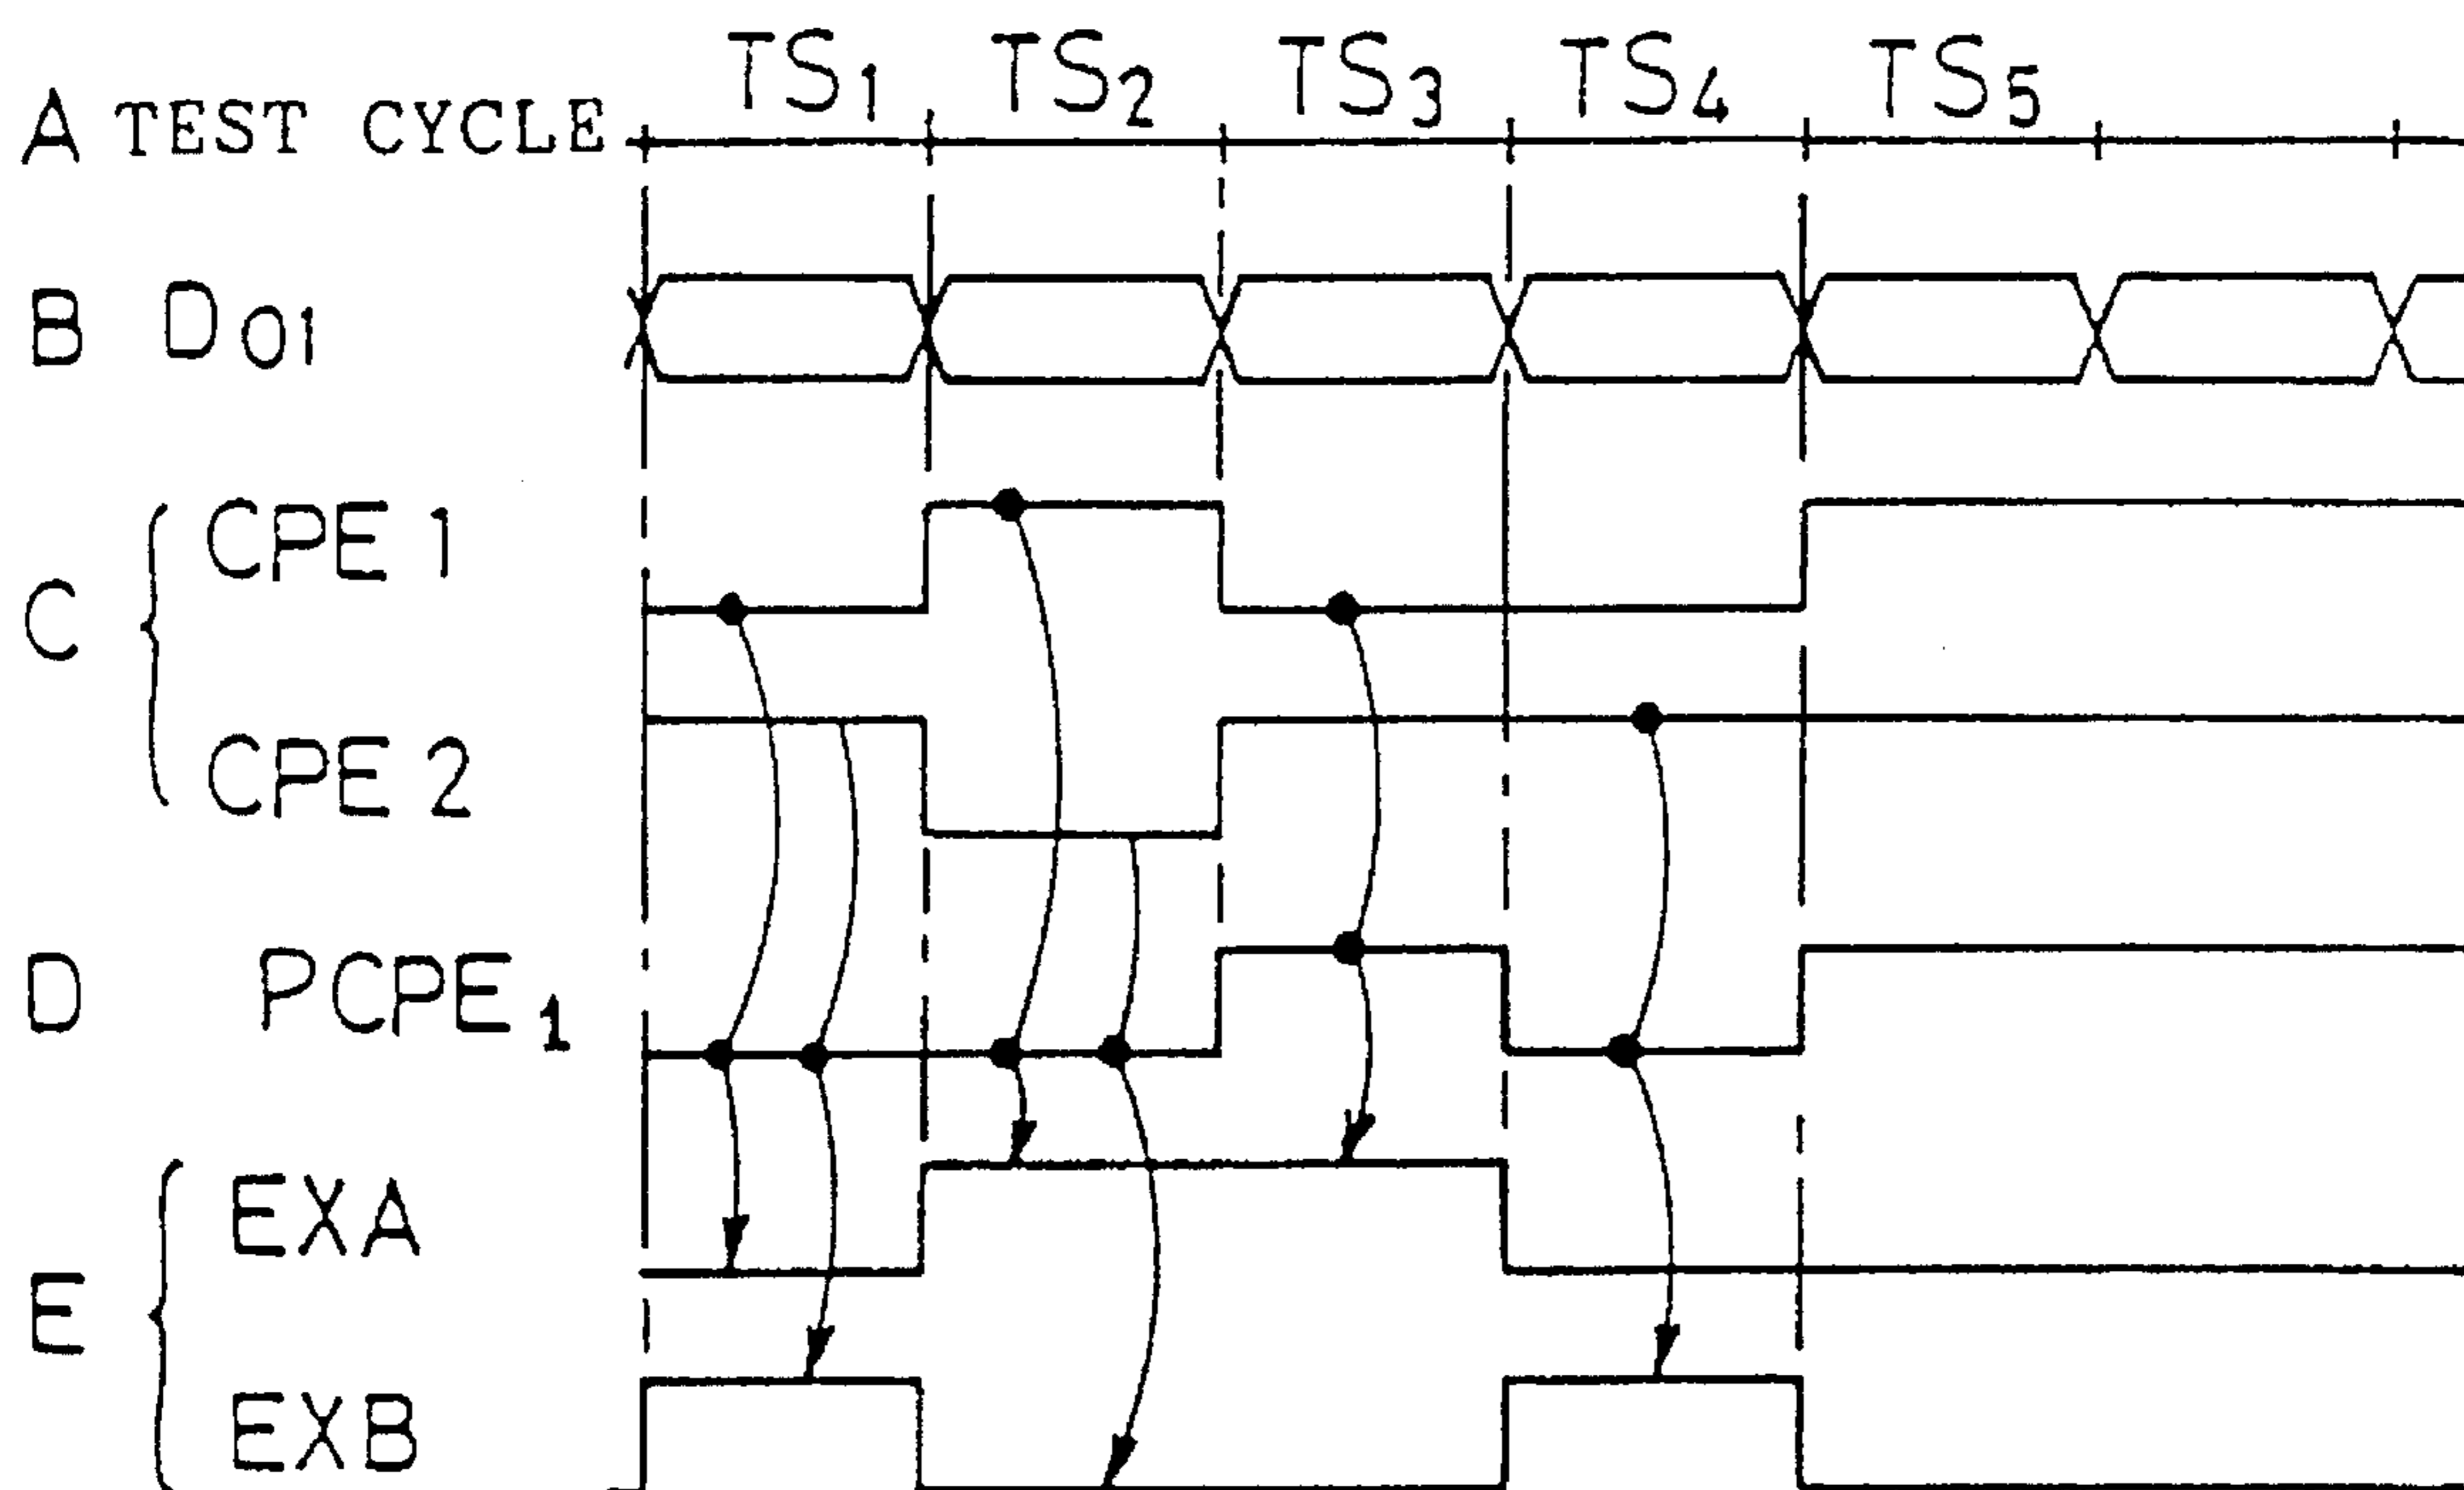 TS1 TS2 TS3 TS4 TS5
A TEST CYCLE
B D01
C
CPE 1
CPE 2
D PCPE1
E
EXA
EXB